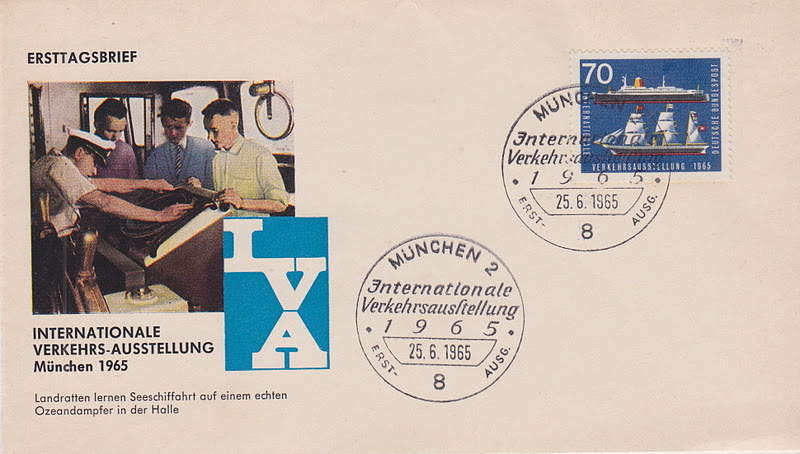 ERSTTAGSBRIEF
IVA
INTERNATIONALE
VERKEHRS-AUSSTELLUNG
München 1965
Landratten lernen Seeschiffahrt auf einem echten
Ozeandampfer in der Halle
MÜNCHEN 2
Internationale
Verkehrsausstellung
1965
ERST- 25.6.1965 AUSG.
8
70
INTERNATIONALE
VERKEHRSAUSSTELLUNG 1965
DEUTSCHE BUNDESPOST
MÜNCHEN
Internationale
Verkehrsausstellung
1965
ERST- 25.6.1965 AUSG.
8